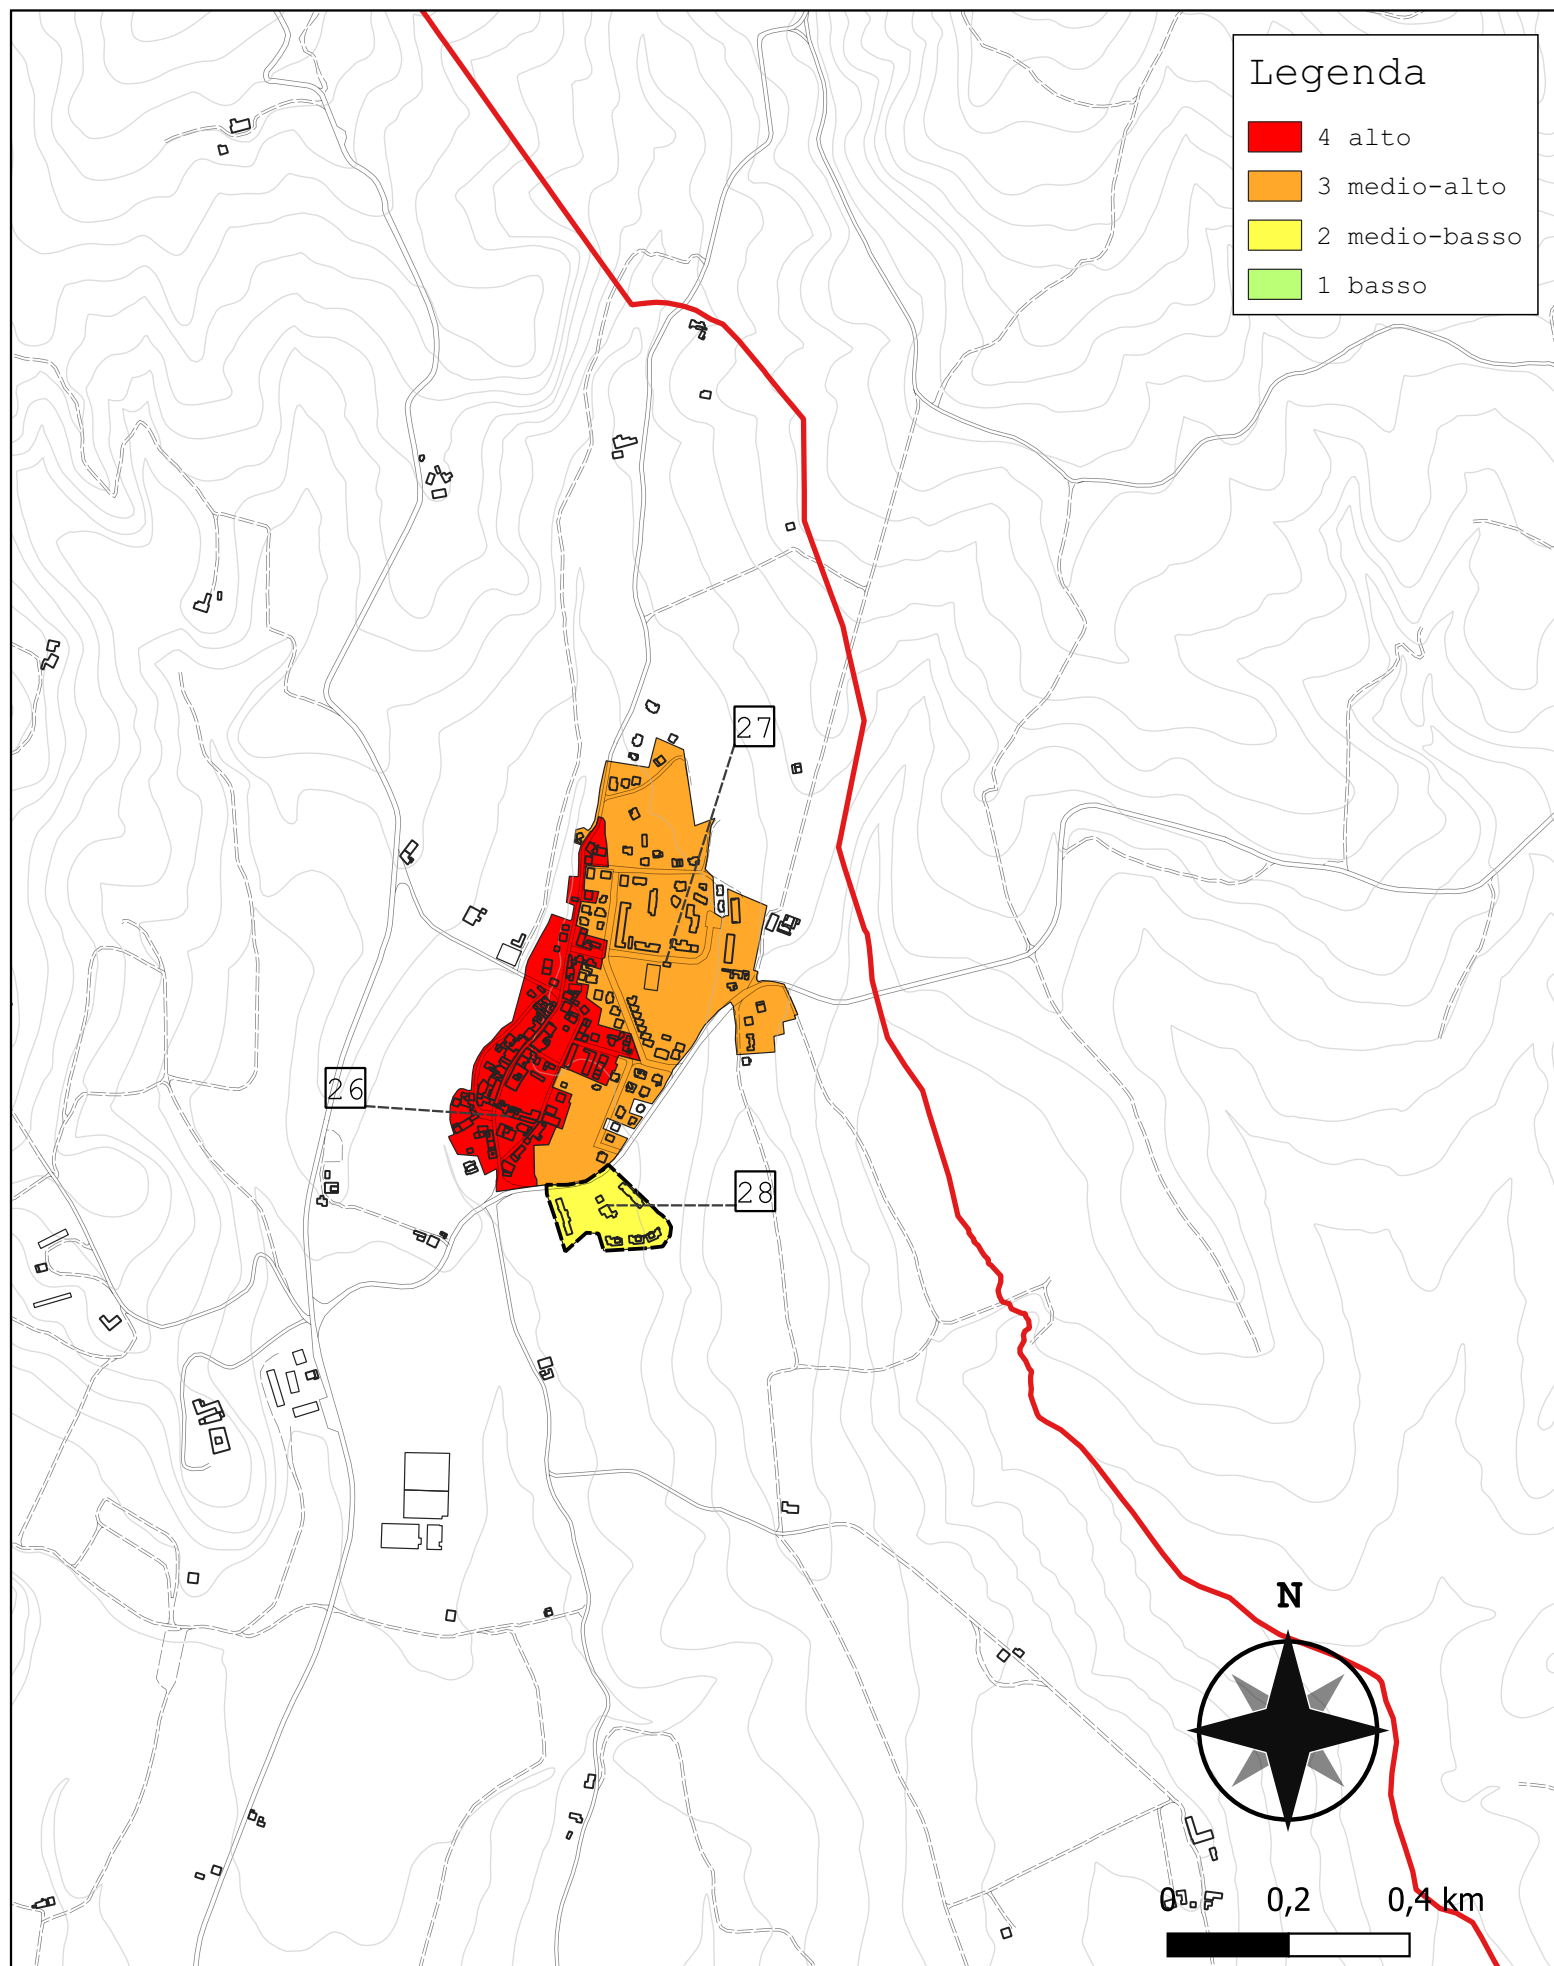 Legenda
4 alto
3 medio-alto
2 medio-basso
1 basso
27
26
28
N
0 0,2 0,4 km